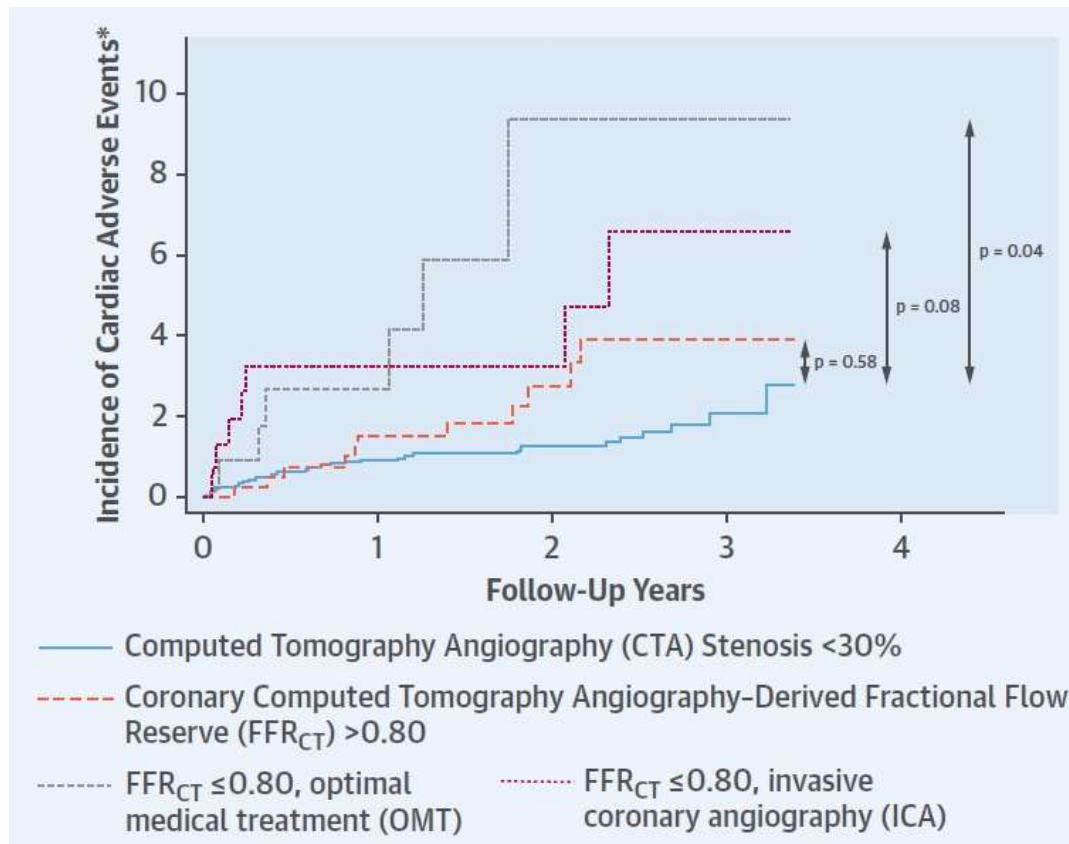 Incidence of Cardiac Adverse Events*
10
8
6
4
2
0
p = 0.04
p = 0.08
p = 0.58
0 1 2 3 4
Follow-Up Years
Computed Tomography Angiography (CTA) Stenosis <30%
Coronary Computed Tomography Angiography-Derived Fractional Flow
Reserve (FFRCT) >0.80
FFRCT ≤0.80, optimal
medical treatment (OMT)
FFRCT ≤0.80, invasive
coronary angiography (ICA)